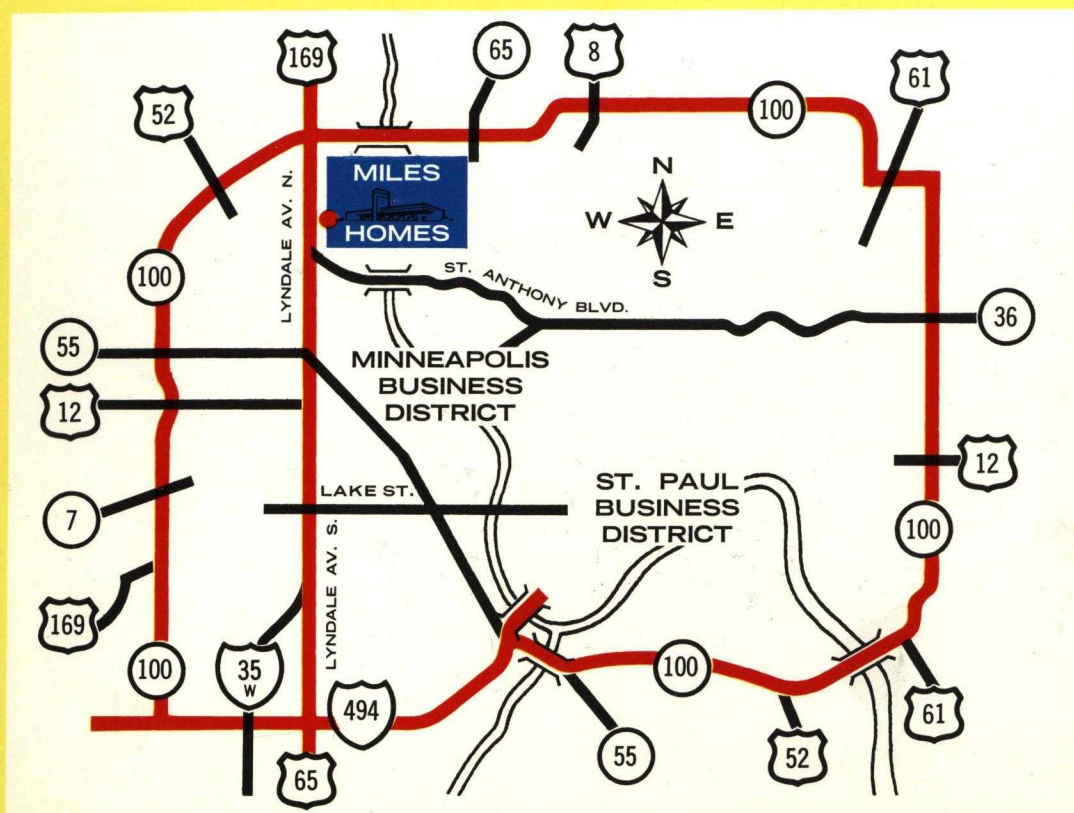 169
65
8
61
52
100
MILES
HOMES
LYNDALE AV. N.
N
W E
S
100
ST. ANTHONY BLVD.
55
36
MINNEAPOLIS
BUSINESS
DISTRICT
12
12
ST. PAUL
BUSINESS
DISTRICT
LAKE ST.
7
100
LYNDALE AV. S.
169
100
35
W
100
494
61
65
55
52